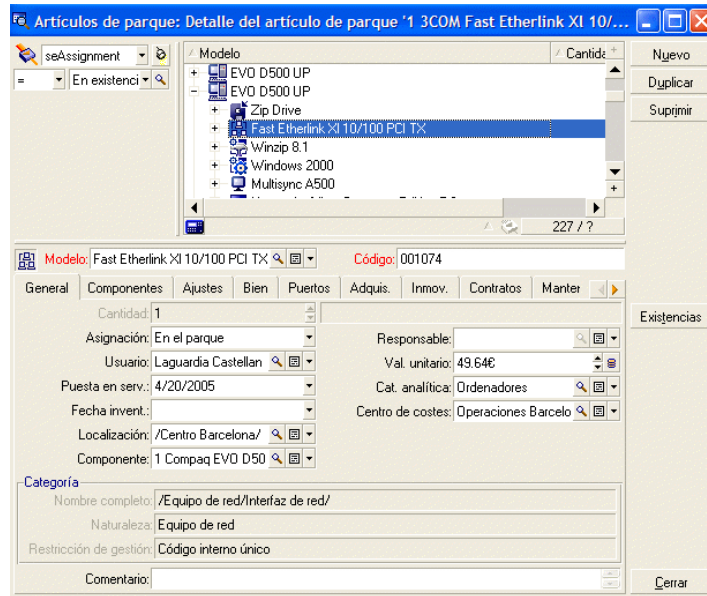 Artículos de parque: Detalle del artículo de parque '1 3COM Fast Etherlink XI 10/...
seAssignment
= En existenci
Modelo Cantida
EVO D500 UP
EVO D500 UP
Zip Drive
Fast Etherlink XI 10/100 PCI TX
Winzip 8.1
Windows 2000
Multisync A500
227 / ?
Nuevo
Duplicar
Suprimir
Modelo: Fast Etherlink XI 10/100 PCI TX Código: 001074
General Componentes Ajustes Bien Puertos Adquis. Inmov. Contratos Manter
Existencias
Cantidad: 1
Asignación: En el parque Responsable:
Usuario: Laguardia Castellan Val. unitario: 49.64€
Puesta en serv.: 4/20/2005 Cat. analítica: Ordenadores
Fecha invent.: Centro de costes: Operaciones Barcelo
Localización: /Centro Barcelona/
Componente: 1 Compaq EVO D50
Categoría
Nombre completo: /Equipo de red/Interfaz de red/
Naturaleza: Equipo de red
Restricción de gestión: Código interno único
Comentario:
Cerrar